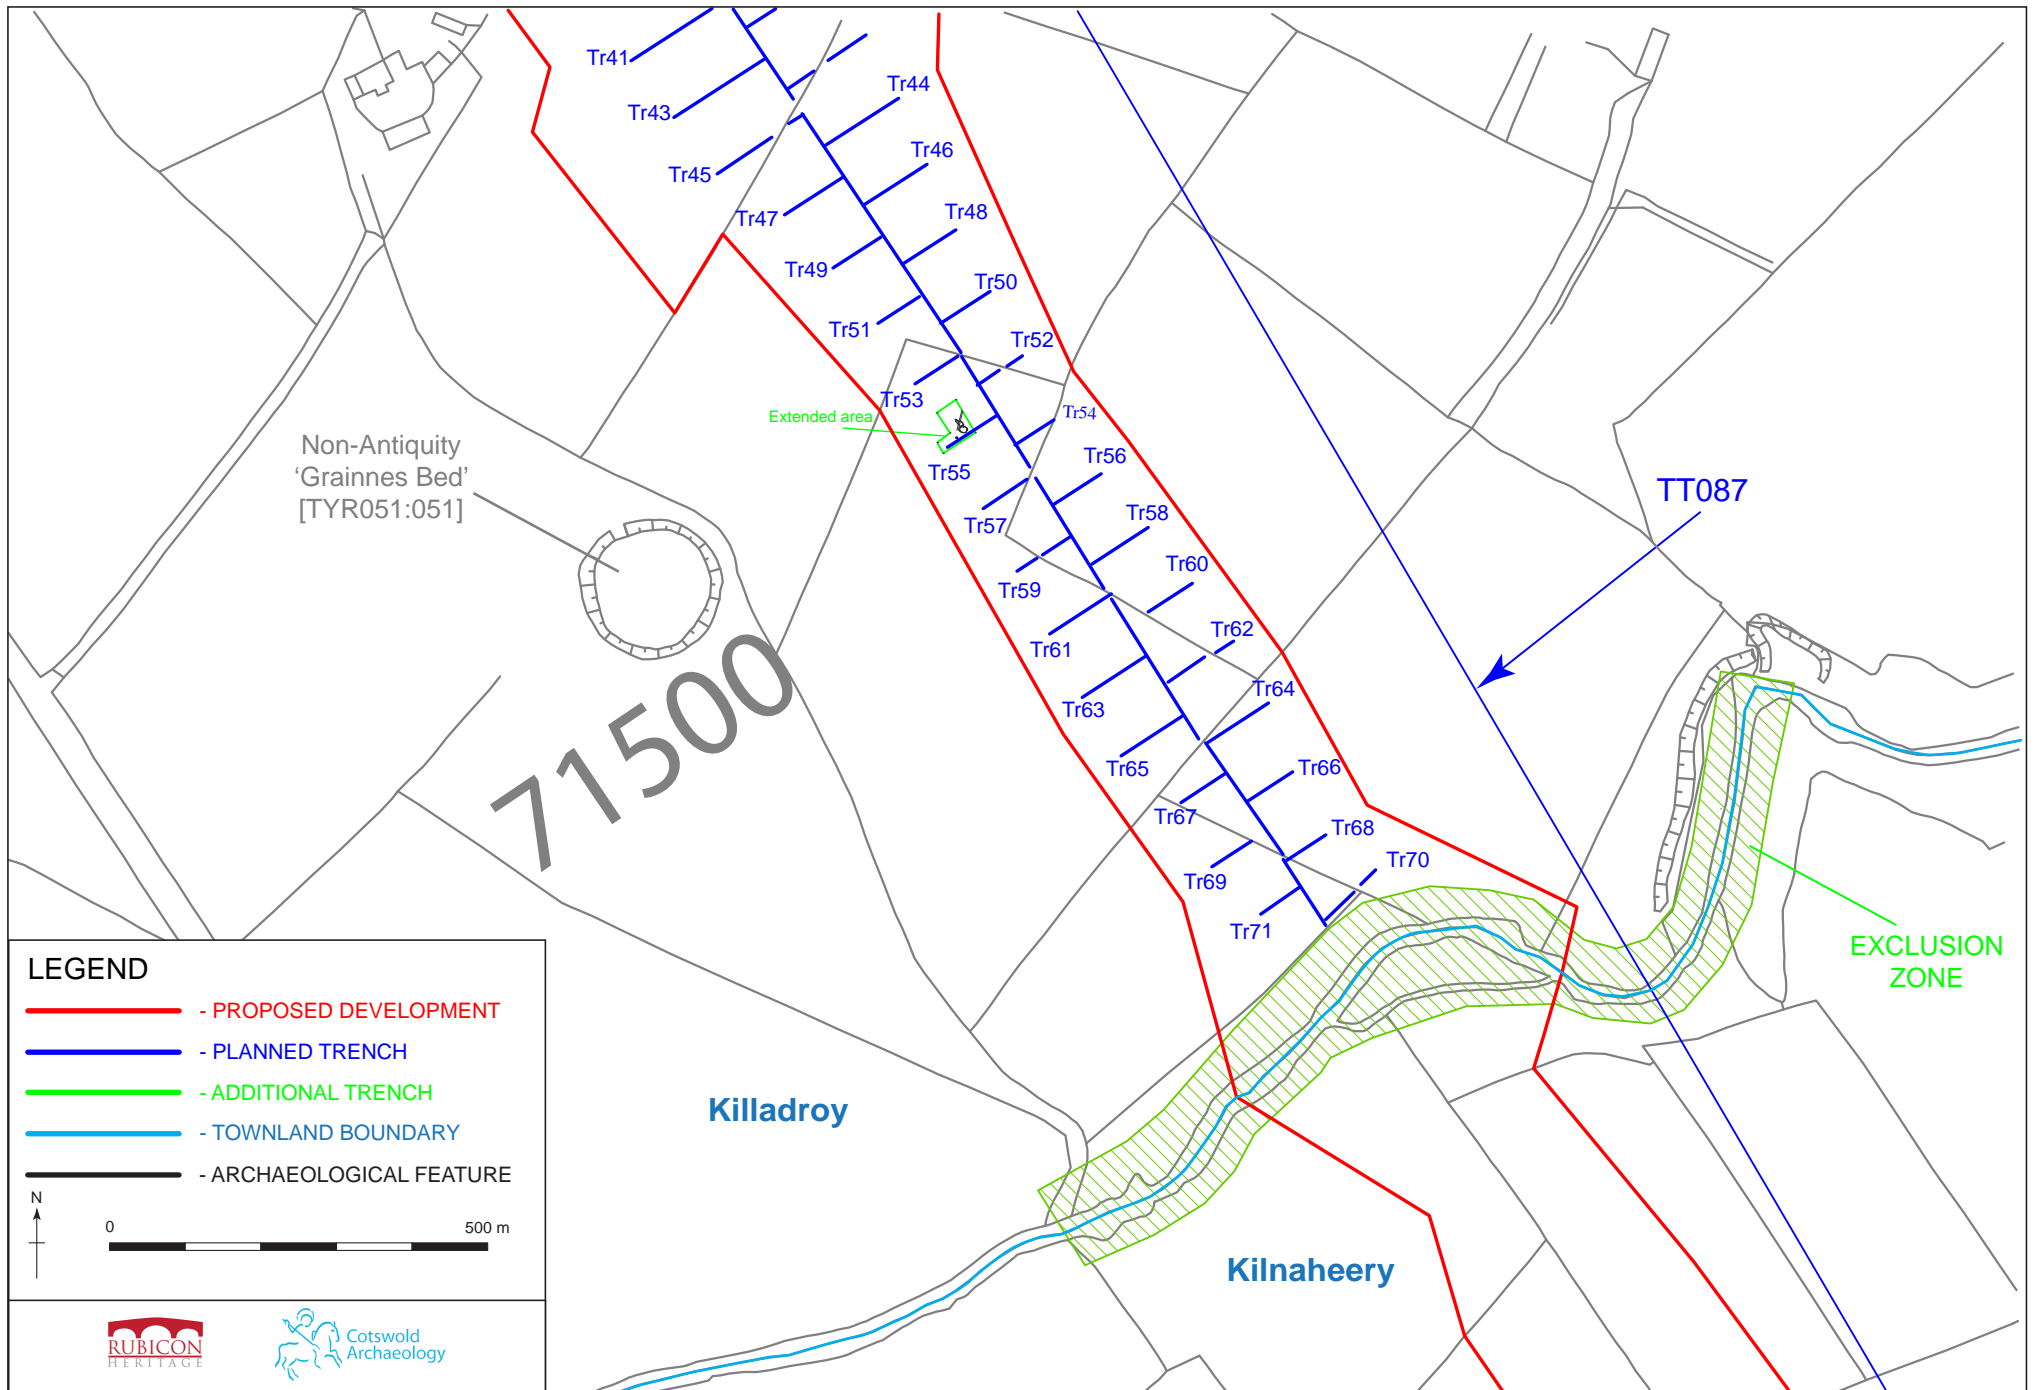 Tr41
Tr43
Tr44
Tr45
Tr46
Tr47
Tr48
Tr49
Tr50
Tr51
Tr52
Tr53
Extended area
Tr54
Tr55
Tr56
Tr57
Tr58
Tr59
Tr60
Tr61
Tr62
Tr63
Tr64
Tr65
Tr66
Tr67
Tr68
Tr69
Tr70
Tr71
Non-Antiquity
‘Grainnes Bed’
[TYR051:051]
71500
TT087
EXCLUSION
ZONE
Killadroy
Kilnaheery
LEGEND
- PROPOSED DEVELOPMENT
- PLANNED TRENCH
- ADDITIONAL TRENCH
- TOWNLAND BOUNDARY
- ARCHAEOLOGICAL FEATURE
N
0 500 m
RUBICON
HERITAGE
Cotswold
Archaeology